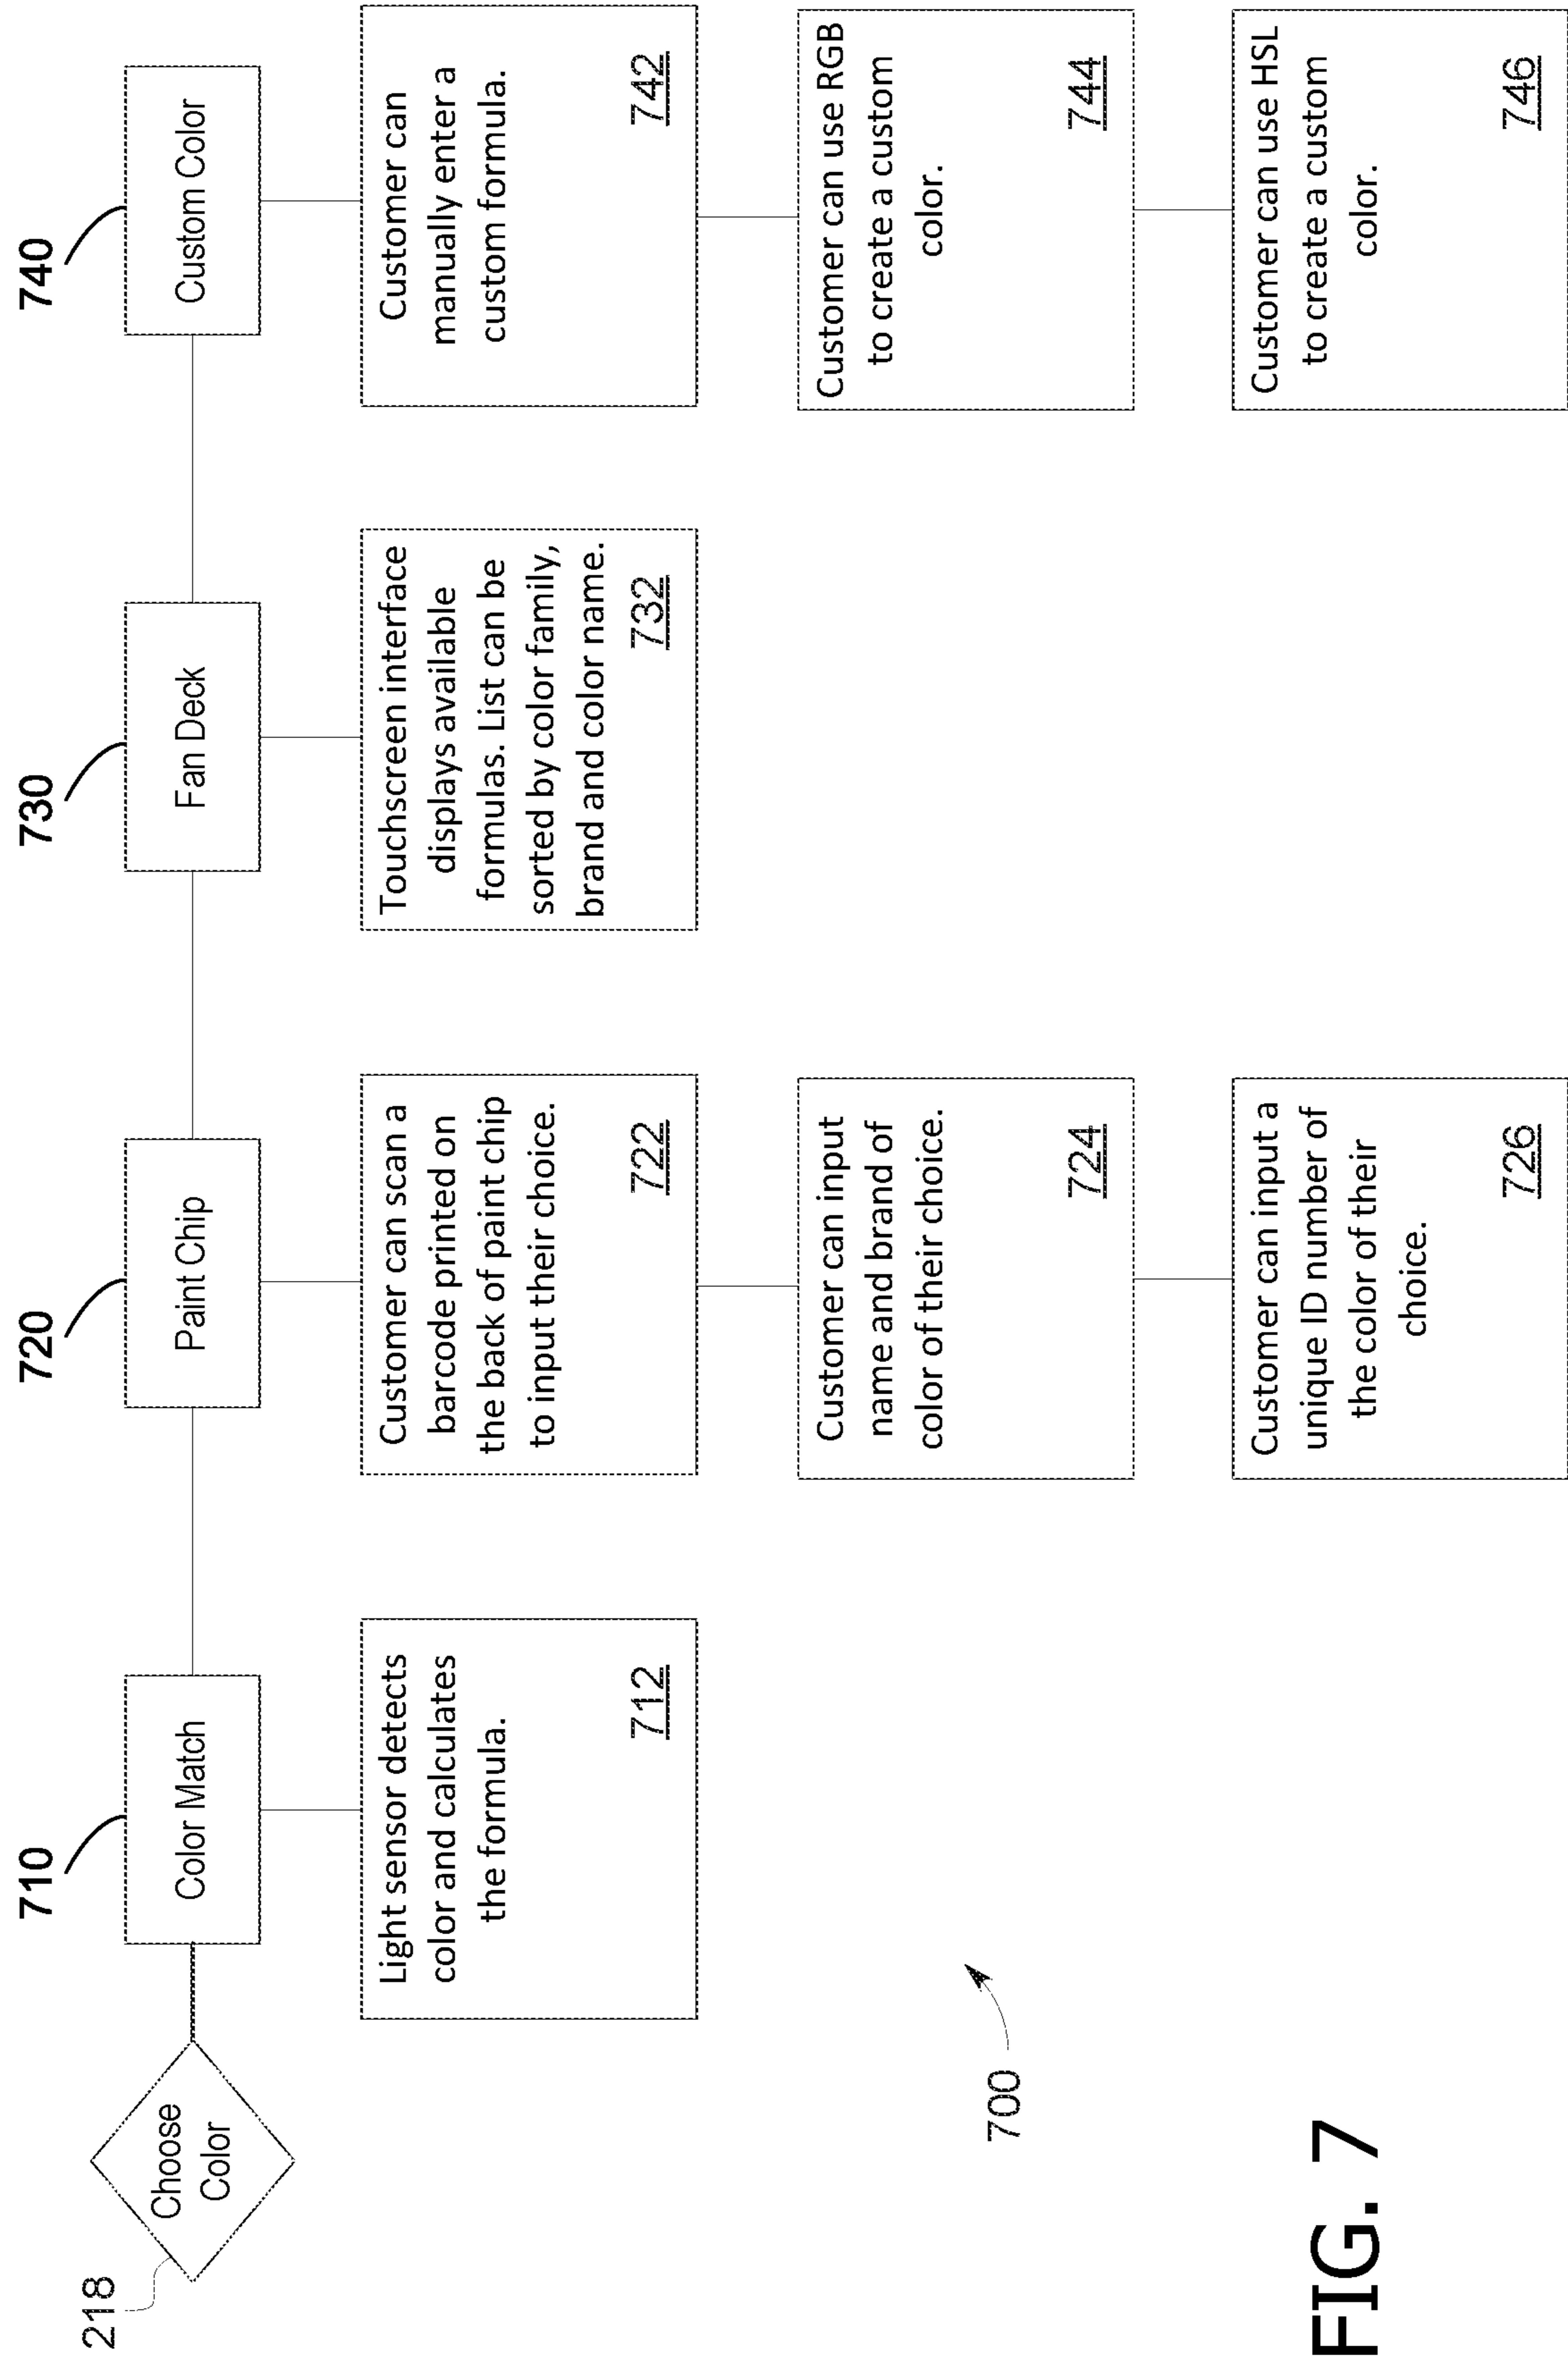 710
720
730
740
218
Choose
Color
Color Match
Paint Chip
Fan Deck
Custom Color
Light sensor detects
color and calculates
the formula.
712
Customer can scan a
barcode printed on
the back of paint chip
to input their choice.
722
Touchscreen interface
displays available
formulas. List can be
sorted by color family,
brand and color name.
732
Customer can
manually enter a
custom formula.
742
Customer can input
name and brand of
color of their choice.
724
Customer can use RGB
to create a custom
color.
744
700
Customer can input a
unique ID number of
the color of their
choice.
726
Customer can use HSL
to create a custom
color.
746
FIG. 7